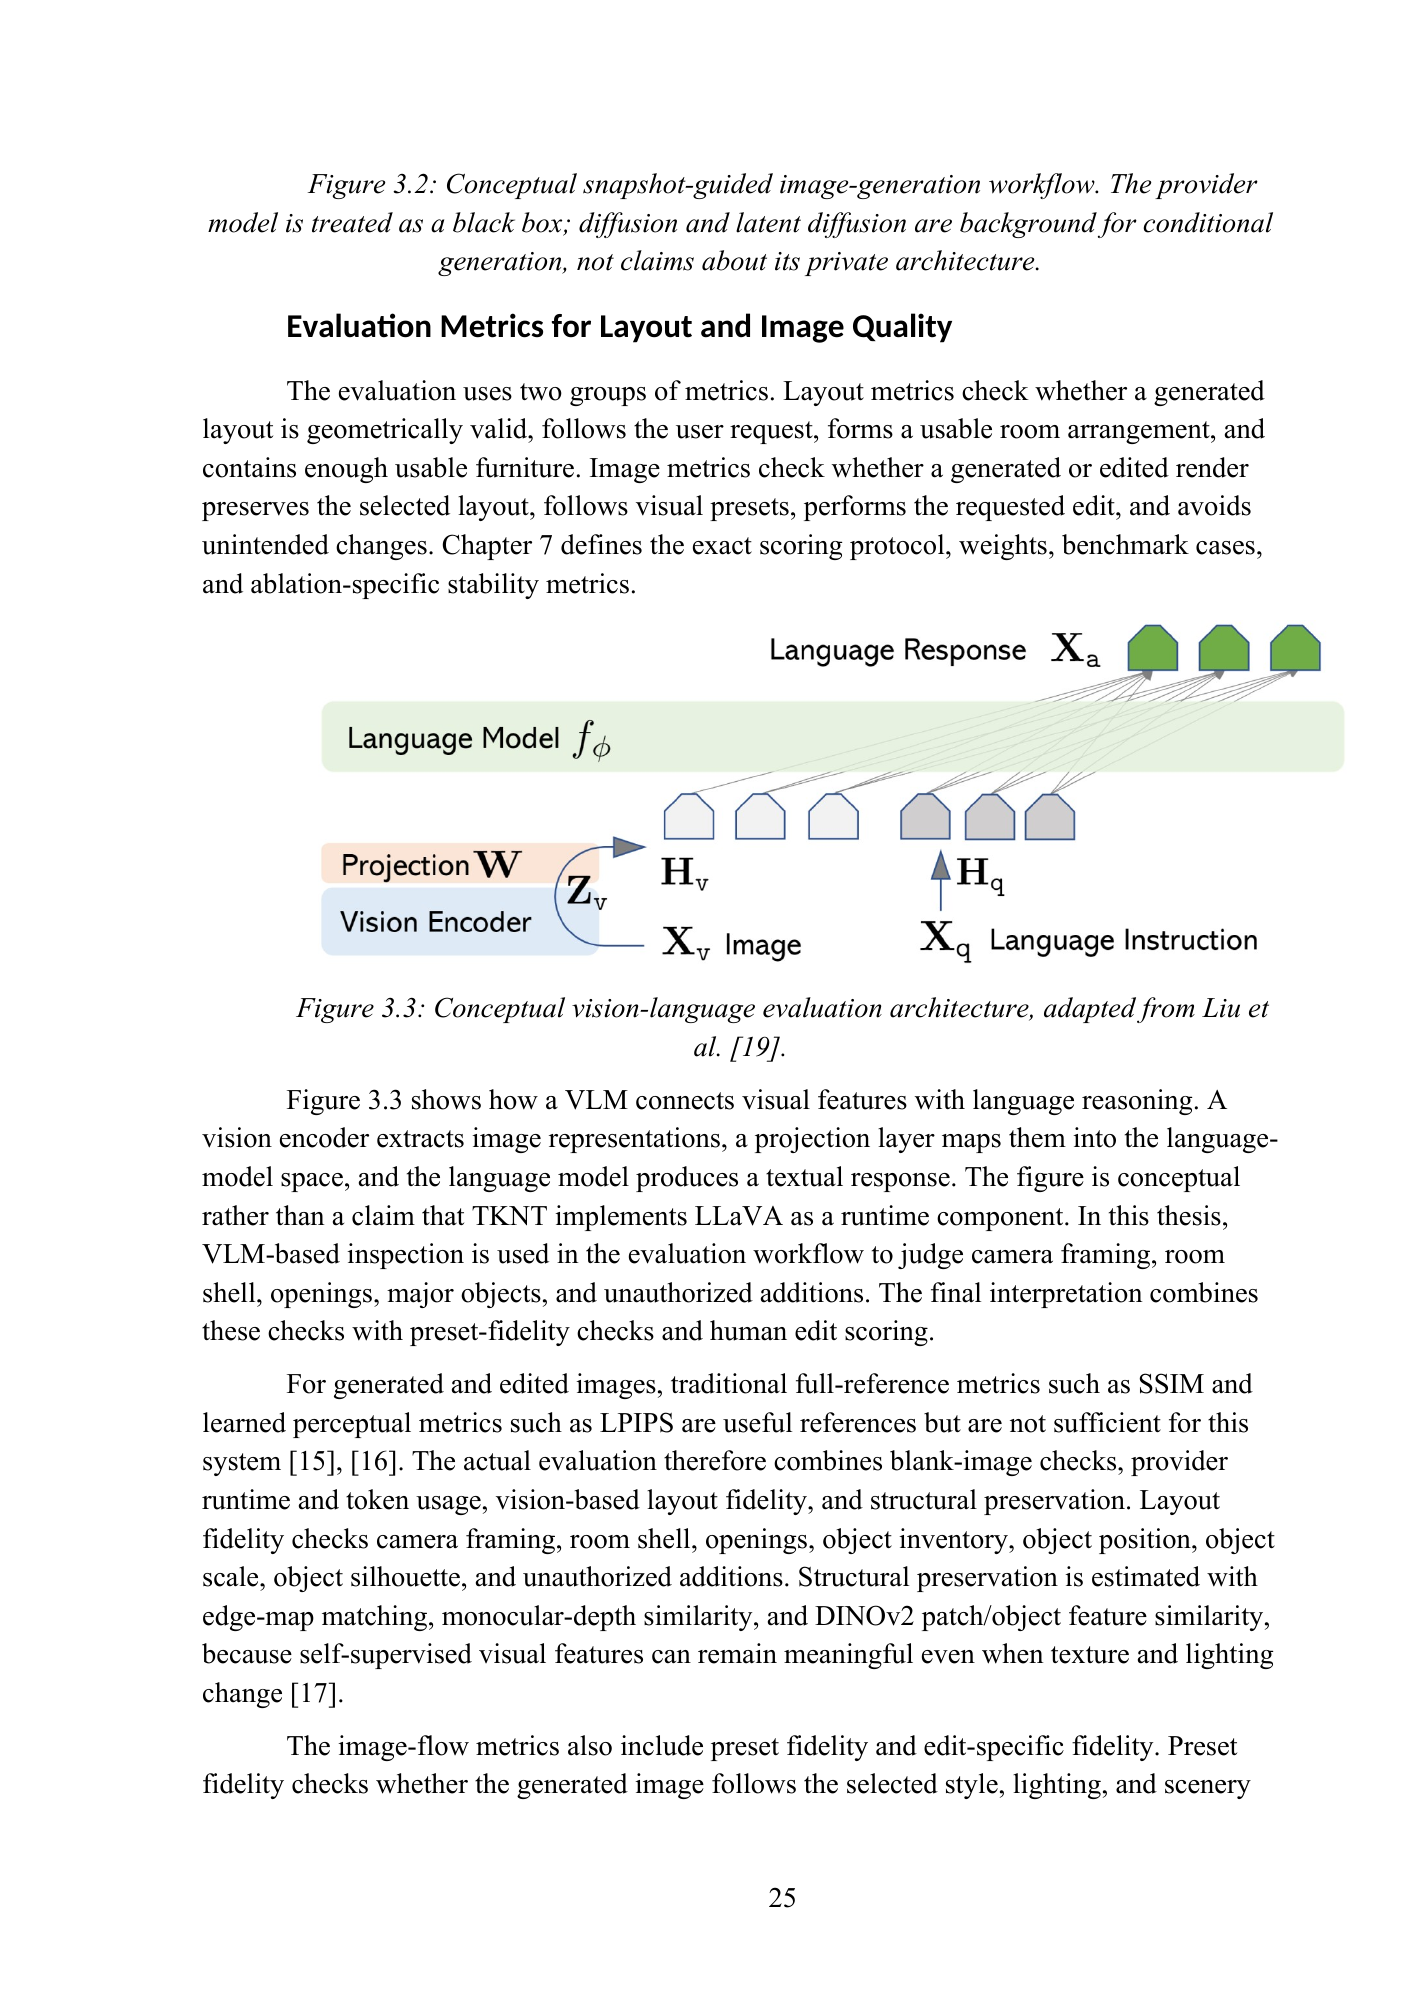 Figure 3.2: Conceptual snapshot-guided image-generation workflow. The provider
model is treated as a black box; diffusion and latent diffusion are background for conditional
generation, not claims about its private architecture.
Evaluation Metrics for Layout and Image Quality
The evaluation uses two groups of metrics. Layout metrics check whether a generated
layout is geometrically valid, follows the user request, forms a usable room arrangement, and
contains enough usable furniture. Image metrics check whether a generated or edited render
preserves the selected layout, follows visual presets, performs the requested edit, and avoids
unintended changes. Chapter 7 defines the exact scoring protocol, weights, benchmark cases,
and ablation-specific stability metrics.
Language Response X_a
Language Model f_ϕ
Projection W
Z_v
H_v
H_q
Vision Encoder
X_v Image
X_q Language Instruction
Figure 3.3: Conceptual vision-language evaluation architecture, adapted from Liu et
al. [19].
Figure 3.3 shows how a VLM connects visual features with language reasoning. A
vision encoder extracts image representations, a projection layer maps them into the language-
model space, and the language model produces a textual response. The figure is conceptual
rather than a claim that TKNT implements LLaVA as a runtime component. In this thesis,
VLM-based inspection is used in the evaluation workflow to judge camera framing, room
shell, openings, major objects, and unauthorized additions. The final interpretation combines
these checks with preset-fidelity checks and human edit scoring.
For generated and edited images, traditional full-reference metrics such as SSIM and
learned perceptual metrics such as LPIPS are useful references but are not sufficient for this
system [15], [16]. The actual evaluation therefore combines blank-image checks, provider
runtime and token usage, vision-based layout fidelity, and structural preservation. Layout
fidelity checks camera framing, room shell, openings, object inventory, object position, object
scale, object silhouette, and unauthorized additions. Structural preservation is estimated with
edge-map matching, monocular-depth similarity, and DINOv2 patch/object feature similarity,
because self-supervised visual features can remain meaningful even when texture and lighting
change [17].
The image-flow metrics also include preset fidelity and edit-specific fidelity. Preset
fidelity checks whether the generated image follows the selected style, lighting, and scenery
25